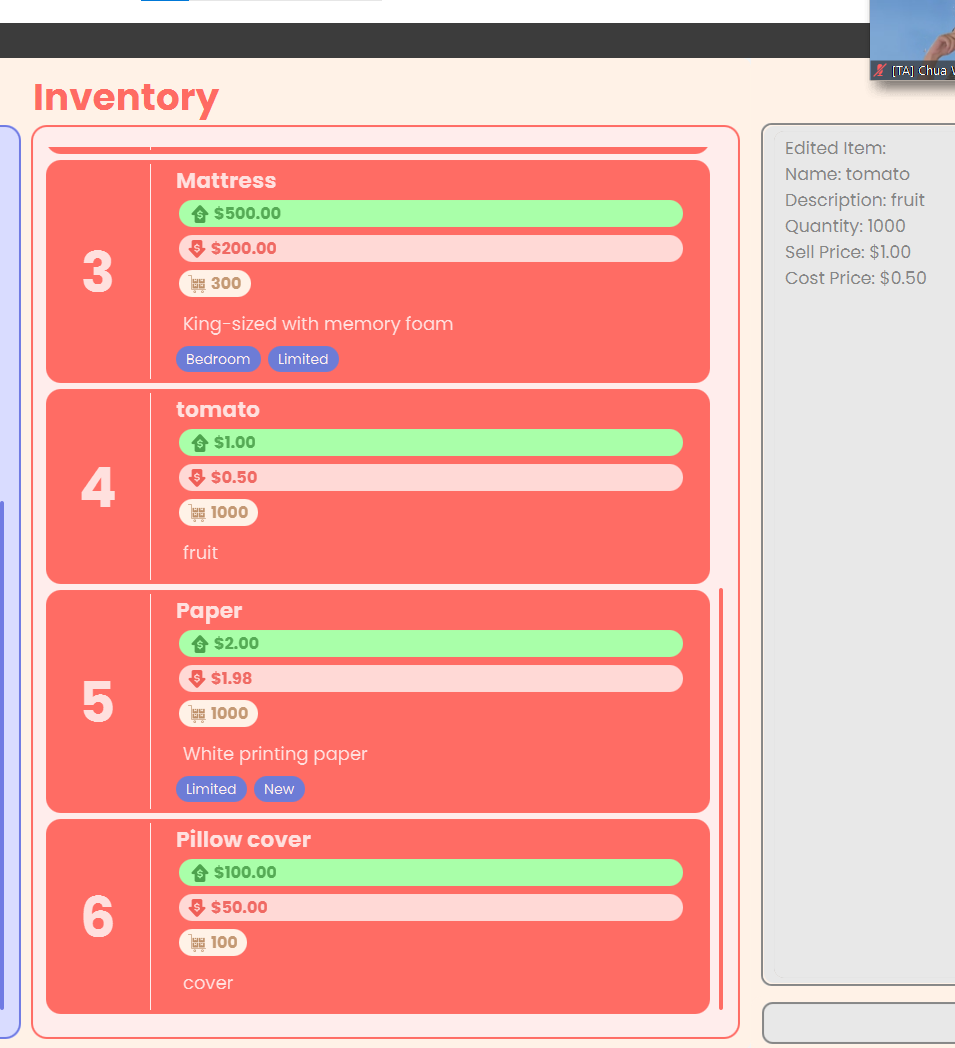 [TA] Chua
Inventory
3
Mattress
$500.00
$200.00
300
King-sized with memory foam
Bedroom Limited
4
tomato
$1.00
$0.50
1000
fruit
5
Paper
$2.00
$1.98
1000
White printing paper
Limited New
6
Pillow cover
$100.00
$50.00
100
cover
Edited Item:
Name: tomato
Description: fruit
Quantity: 1000
Sell Price: $1.00
Cost Price: $0.50